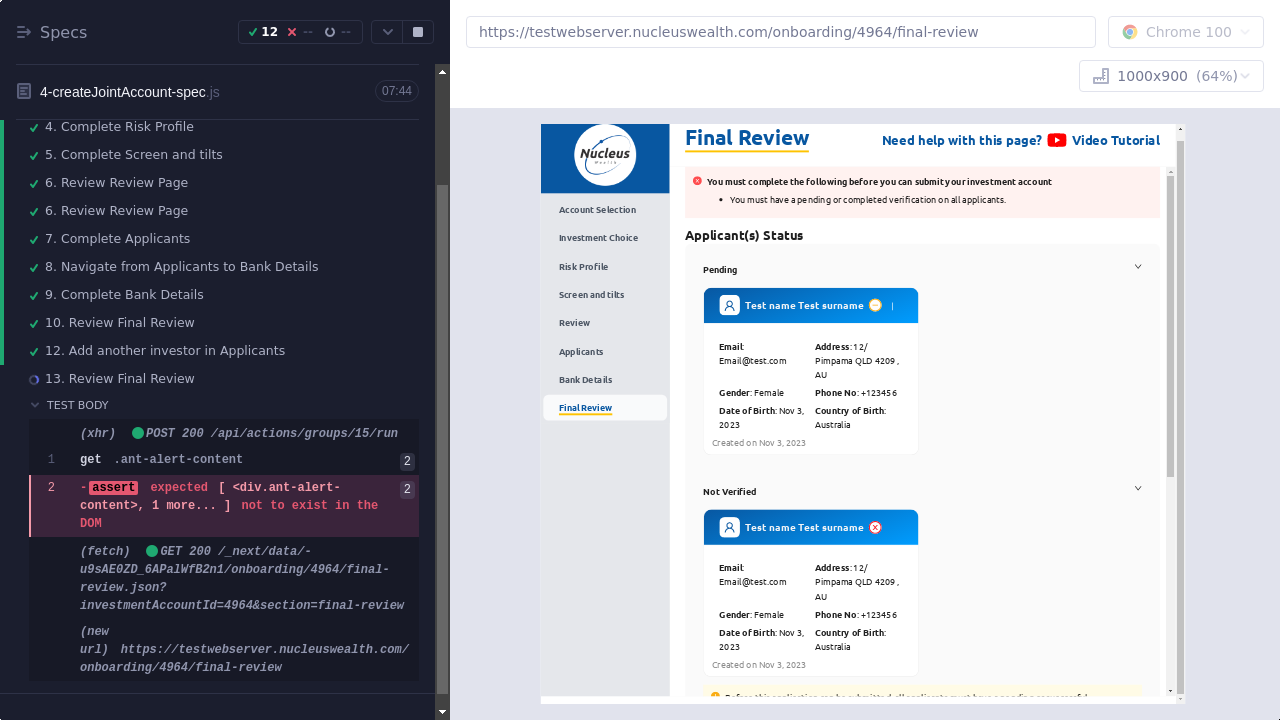 Specs
12
--
--
https://testwebserver.nucleuswealth.com/onboarding/4964/final-review
Chrome 100
1000x900 (64%)
4-createJointAccount-spec.js
07:44
4. Complete Risk Profile
5. Complete Screen and tilts
6. Review Review Page
6. Review Review Page
7. Complete Applicants
8. Navigate from Applicants to Bank Details
9. Complete Bank Details
10. Review Final Review
12. Add another investor in Applicants
13. Review Final Review
TEST BODY
(xhr) POST 200 /api/actions/groups/15/run
1 get .ant-alert-content 2
2 -assert expected [ <div.ant-alert-
content>, 1 more... ] not to exist in the
DOM
2
(fetch) GET 200 /_next/data/-
u9sAE0ZD_6APalWfB2n1/onboarding/4964/final-
review.json?
investmentAccountId=4964&section=final-review
(new
url) https://testwebserver.nucleuswealth.com/
onboarding/4964/final-review
Nucleus
Wealth
Account Selection
Investment Choice
Risk Profile
Screen and tilts
Review
Applicants
Bank Details
Final Review
Final Review
Need help with this page? Video Tutorial
You must complete the following before you can submit your investment account
You must have a pending or completed verification on all applicants.
Applicant(s) Status
Pending
Test name Test surname |
Email:
Email@test.com
Address: 12/
Pimpama QLD 4209 ,
AU
Gender: Female
Phone No: +123456
Date of Birth: Nov 3,
2023
Country of Birth:
Australia
Created on Nov 3, 2023
Not Verified
Test name Test surname
Email:
Email@test.com
Address: 12/
Pimpama QLD 4209 ,
AU
Gender: Female
Phone No: +123456
Date of Birth: Nov 3,
2023
Country of Birth:
Australia
Created on Nov 3, 2023